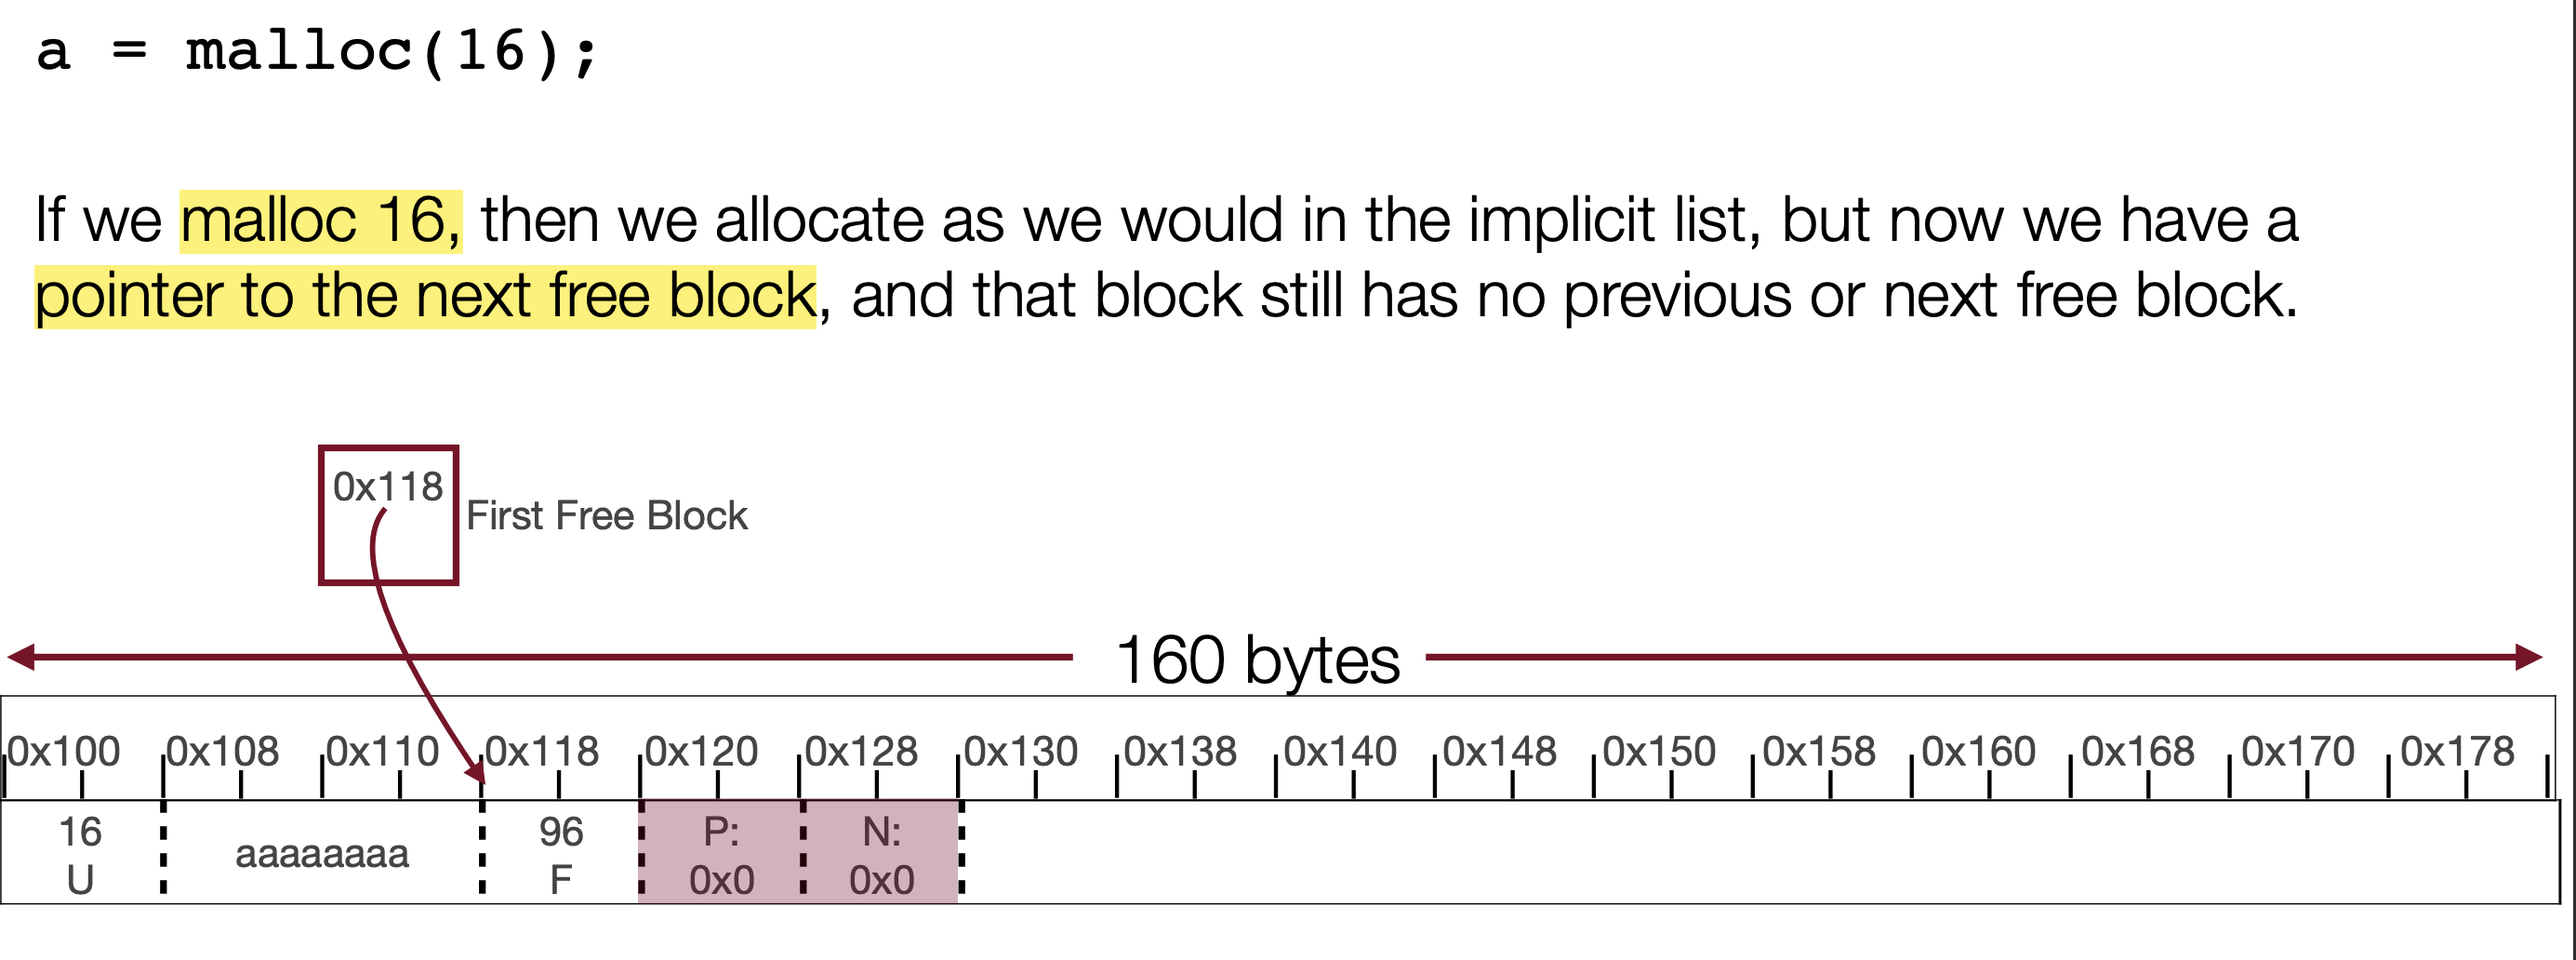 a = malloc(16);
If we malloc 16, then we allocate as we would in the implicit list, but now we have a
pointer to the next free block, and that block still has no previous or next free block.
0x118
First Free Block
160 bytes
0x100 0x108 0x110 0x118 0x120 0x128 0x130 0x138 0x140 0x148 0x150 0x158 0x160 0x168 0x170 0x178
16 96 P: N:
aaaaaaaa
U F 0x0 0x0